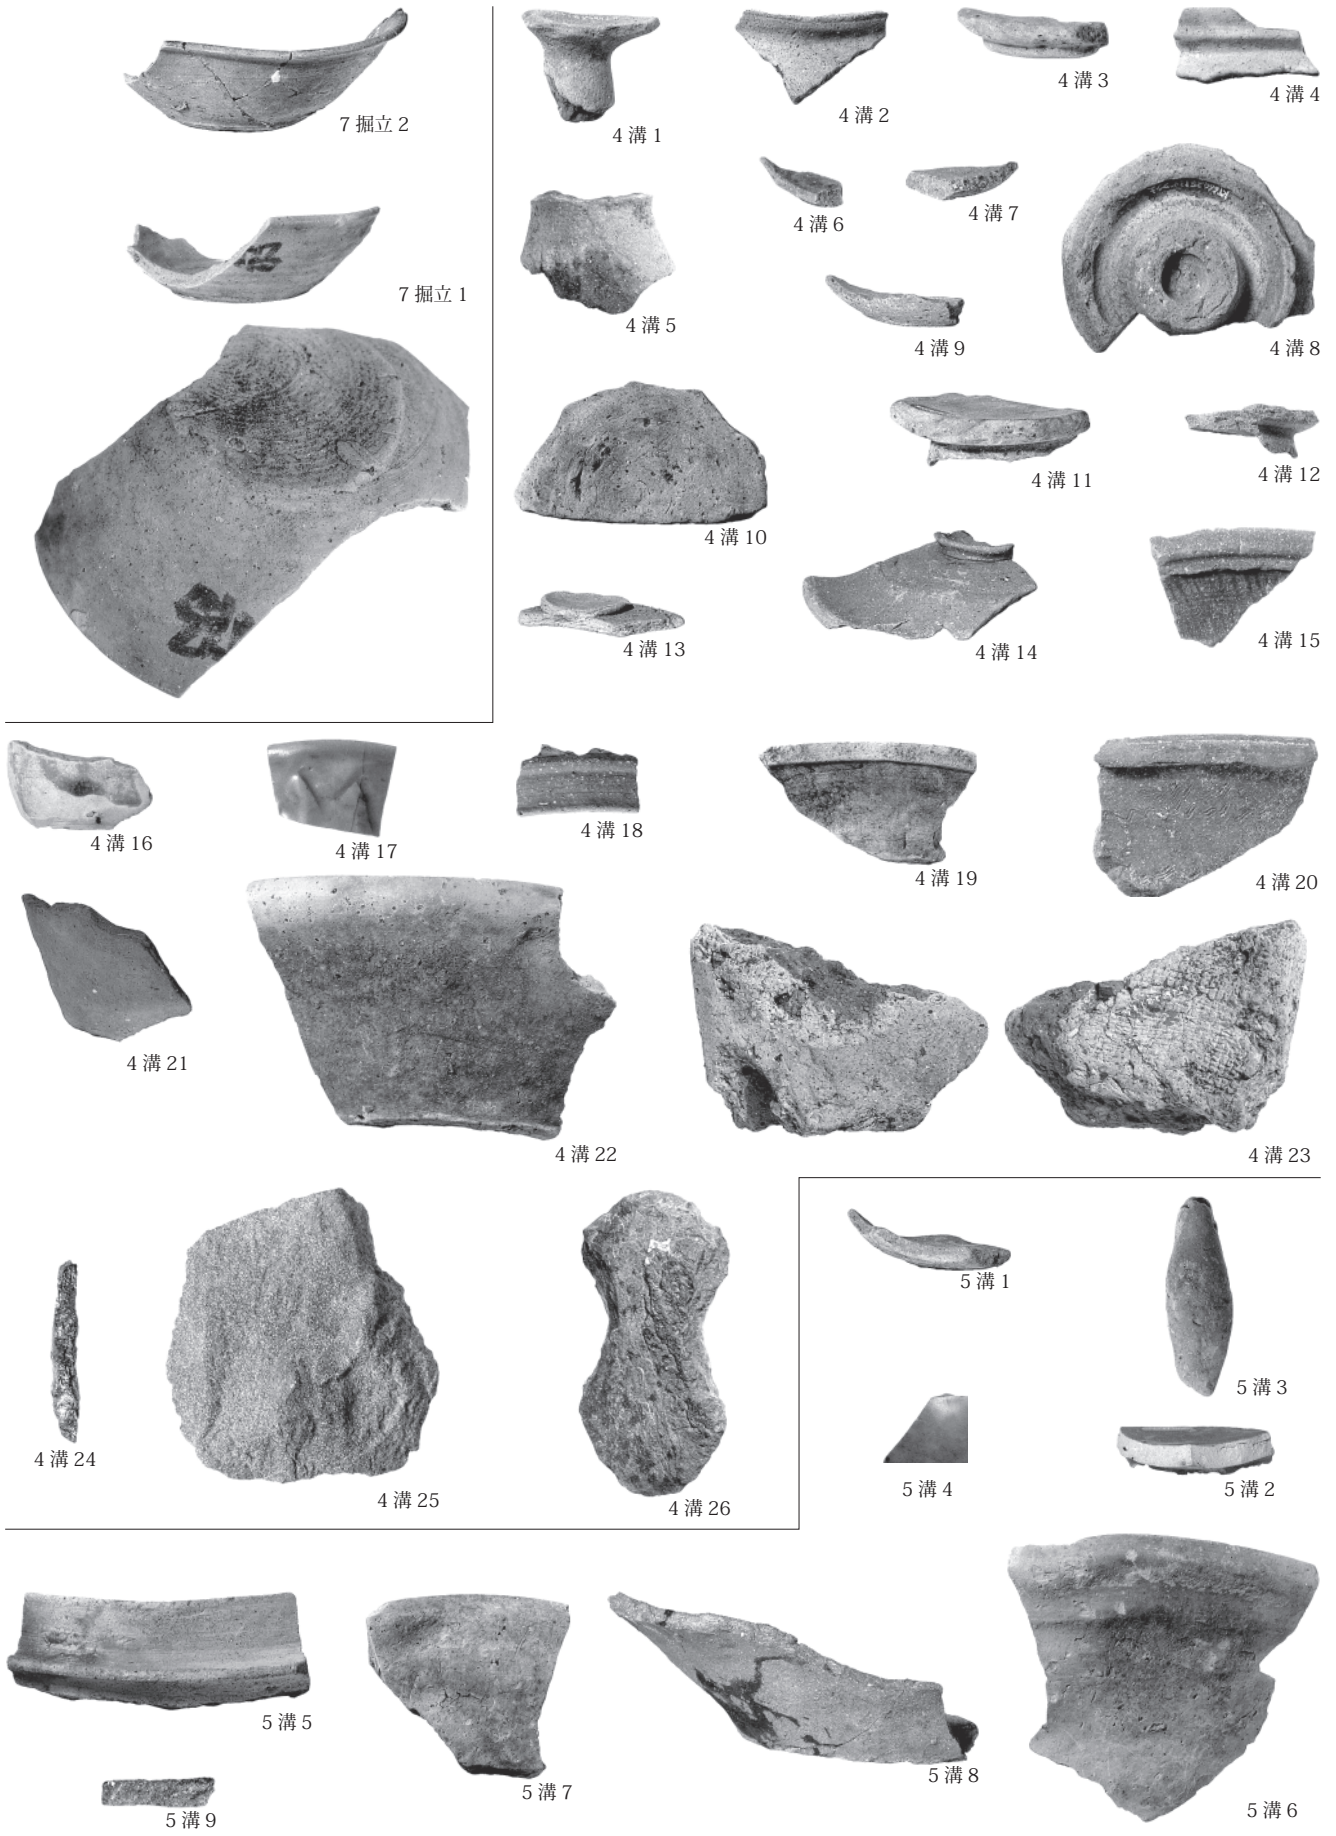 7 掘立 2
7 掘立 1
4 溝 1
4 溝 2
4 溝 3
4 溝 4
4 溝 5
4 溝 6
4 溝 7
4 溝 8
4 溝 9
4 溝 10
4 溝 11
4 溝 12
4 溝 13
4 溝 14
4 溝 15
4 溝 16
4 溝 17
4 溝 18
4 溝 19
4 溝 20
4 溝 21
4 溝 22
4 溝 23
4 溝 24
4 溝 25
4 溝 26
5 溝 1
5 溝 3
5 溝 4
5 溝 2
5 溝 5
5 溝 7
5 溝 8
5 溝 6
5 溝 9